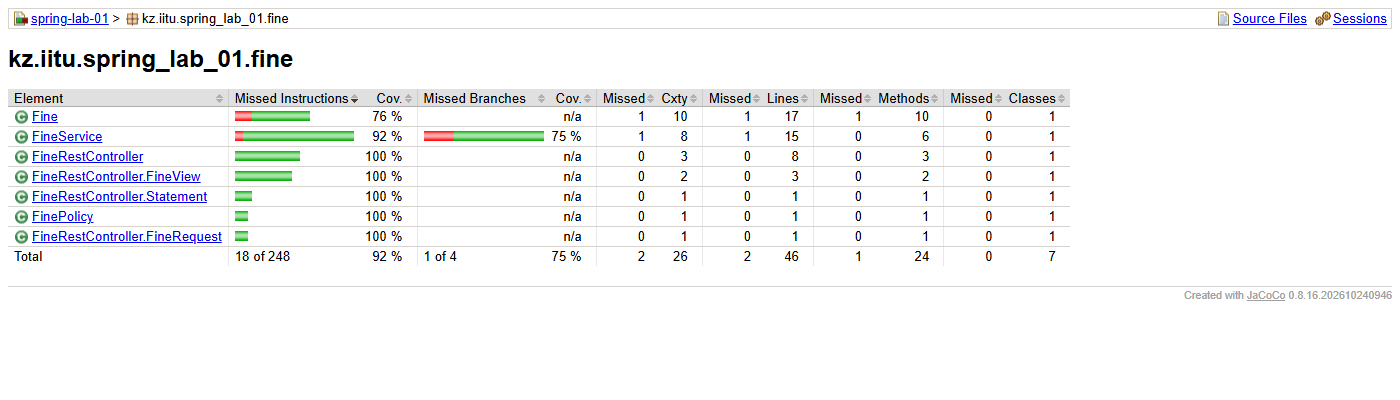 spring-lab-01 > kz.iitu.spring_lab_01.fine Source Files Sessions
kz.iitu.spring_lab_01.fine
Element Missed Instructions Cov. Missed Branches Cov. Missed Cxty Missed Lines Missed Methods Missed Classes
Fine 76 % n/a 1 10 1 17 1 10 0 1
FineService 92 % 75 % 1 8 1 15 0 6 0 1
FineRestController 100 % n/a 0 3 0 8 0 3 0 1
FineRestController.FineView 100 % n/a 0 2 0 3 0 2 0 1
FineRestController.Statement 100 % n/a 0 1 0 1 0 1 0 1
FinePolicy 100 % n/a 0 1 0 1 0 1 0 1
FineRestController.FineRequest 100 % n/a 0 1 0 1 0 1 0 1
Total 18 of 248 92 % 1 of 4 75 % 2 26 2 46 1 24 0 7
Created with JaCoCo 0.8.16.202610240946